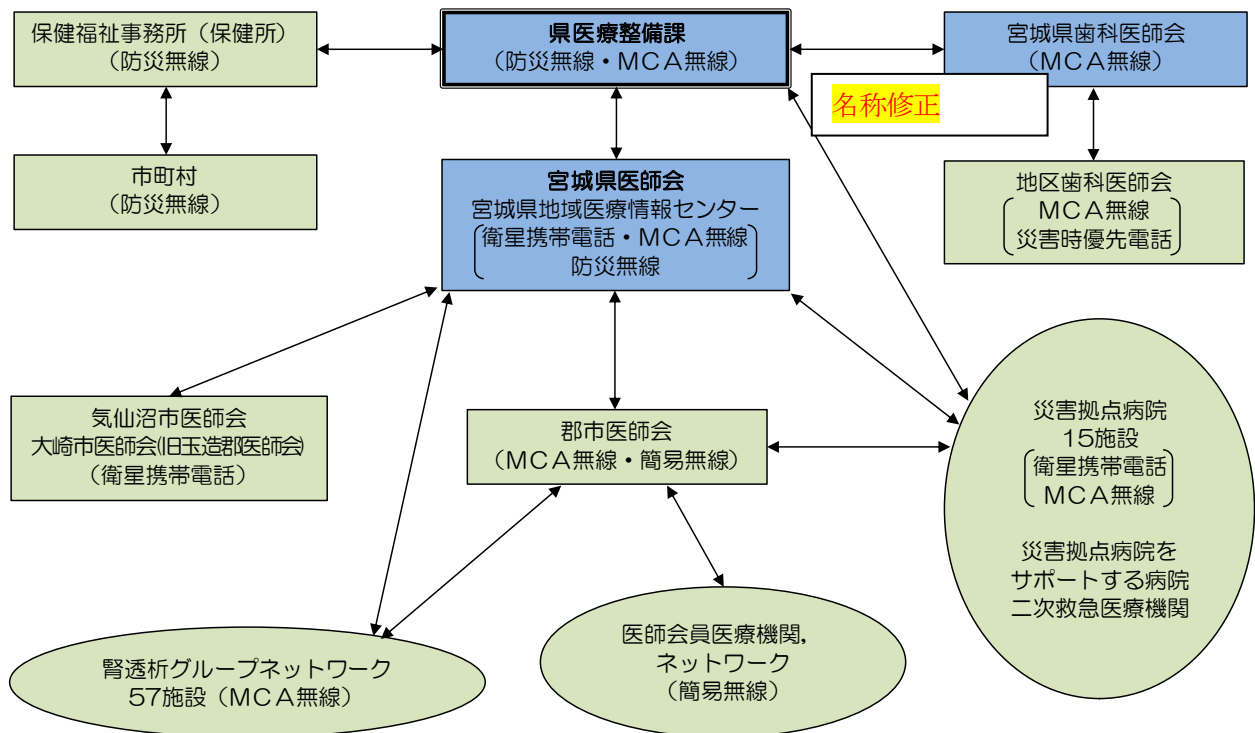 保健福祉事務所（保健所）
（防災無線）
県医療整備課
（防災無線・ＭＣＡ無線）
宮城県歯科医師会
（ＭＣＡ無線）
名称修正
市町村
（防災無線）
宮城県医師会
宮城県地域医療情報センター
衛星携帯電話・ＭＣＡ無線
防災無線
地区歯科医師会
ＭＣＡ無線
災害時優先電話
気仙沼市医師会
大崎市医師会(旧玉造郡医師会)
（衛星携帯電話）
郡市医師会
（ＭＣＡ無線・簡易無線）
災害拠点病院
15施設
衛星携帯電話
ＭＣＡ無線
災害拠点病院を
サポートする病院
二次救急医療機関
腎透析グループネットワーク
57施設（ＭＣＡ無線）
医師会員医療機関，
ネットワーク
（簡易無線）